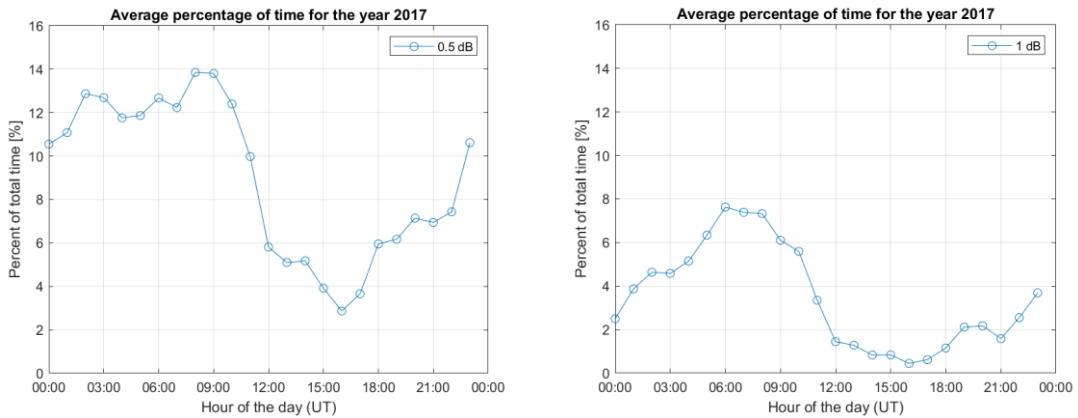 Average percentage of time for the year 2017
0.5 dB
16
14
12
10
8
6
4
2
0
Percent of total time [%]
00:00 03:00 06:00 09:00 12:00 15:00 18:00 21:00 00:00
Hour of the day (UT)
Average percentage of time for the year 2017
1 dB
16
14
12
10
8
6
4
2
0
Percent of total time [%]
00:00 03:00 06:00 09:00 12:00 15:00 18:00 21:00 00:00
Hour of the day (UT)